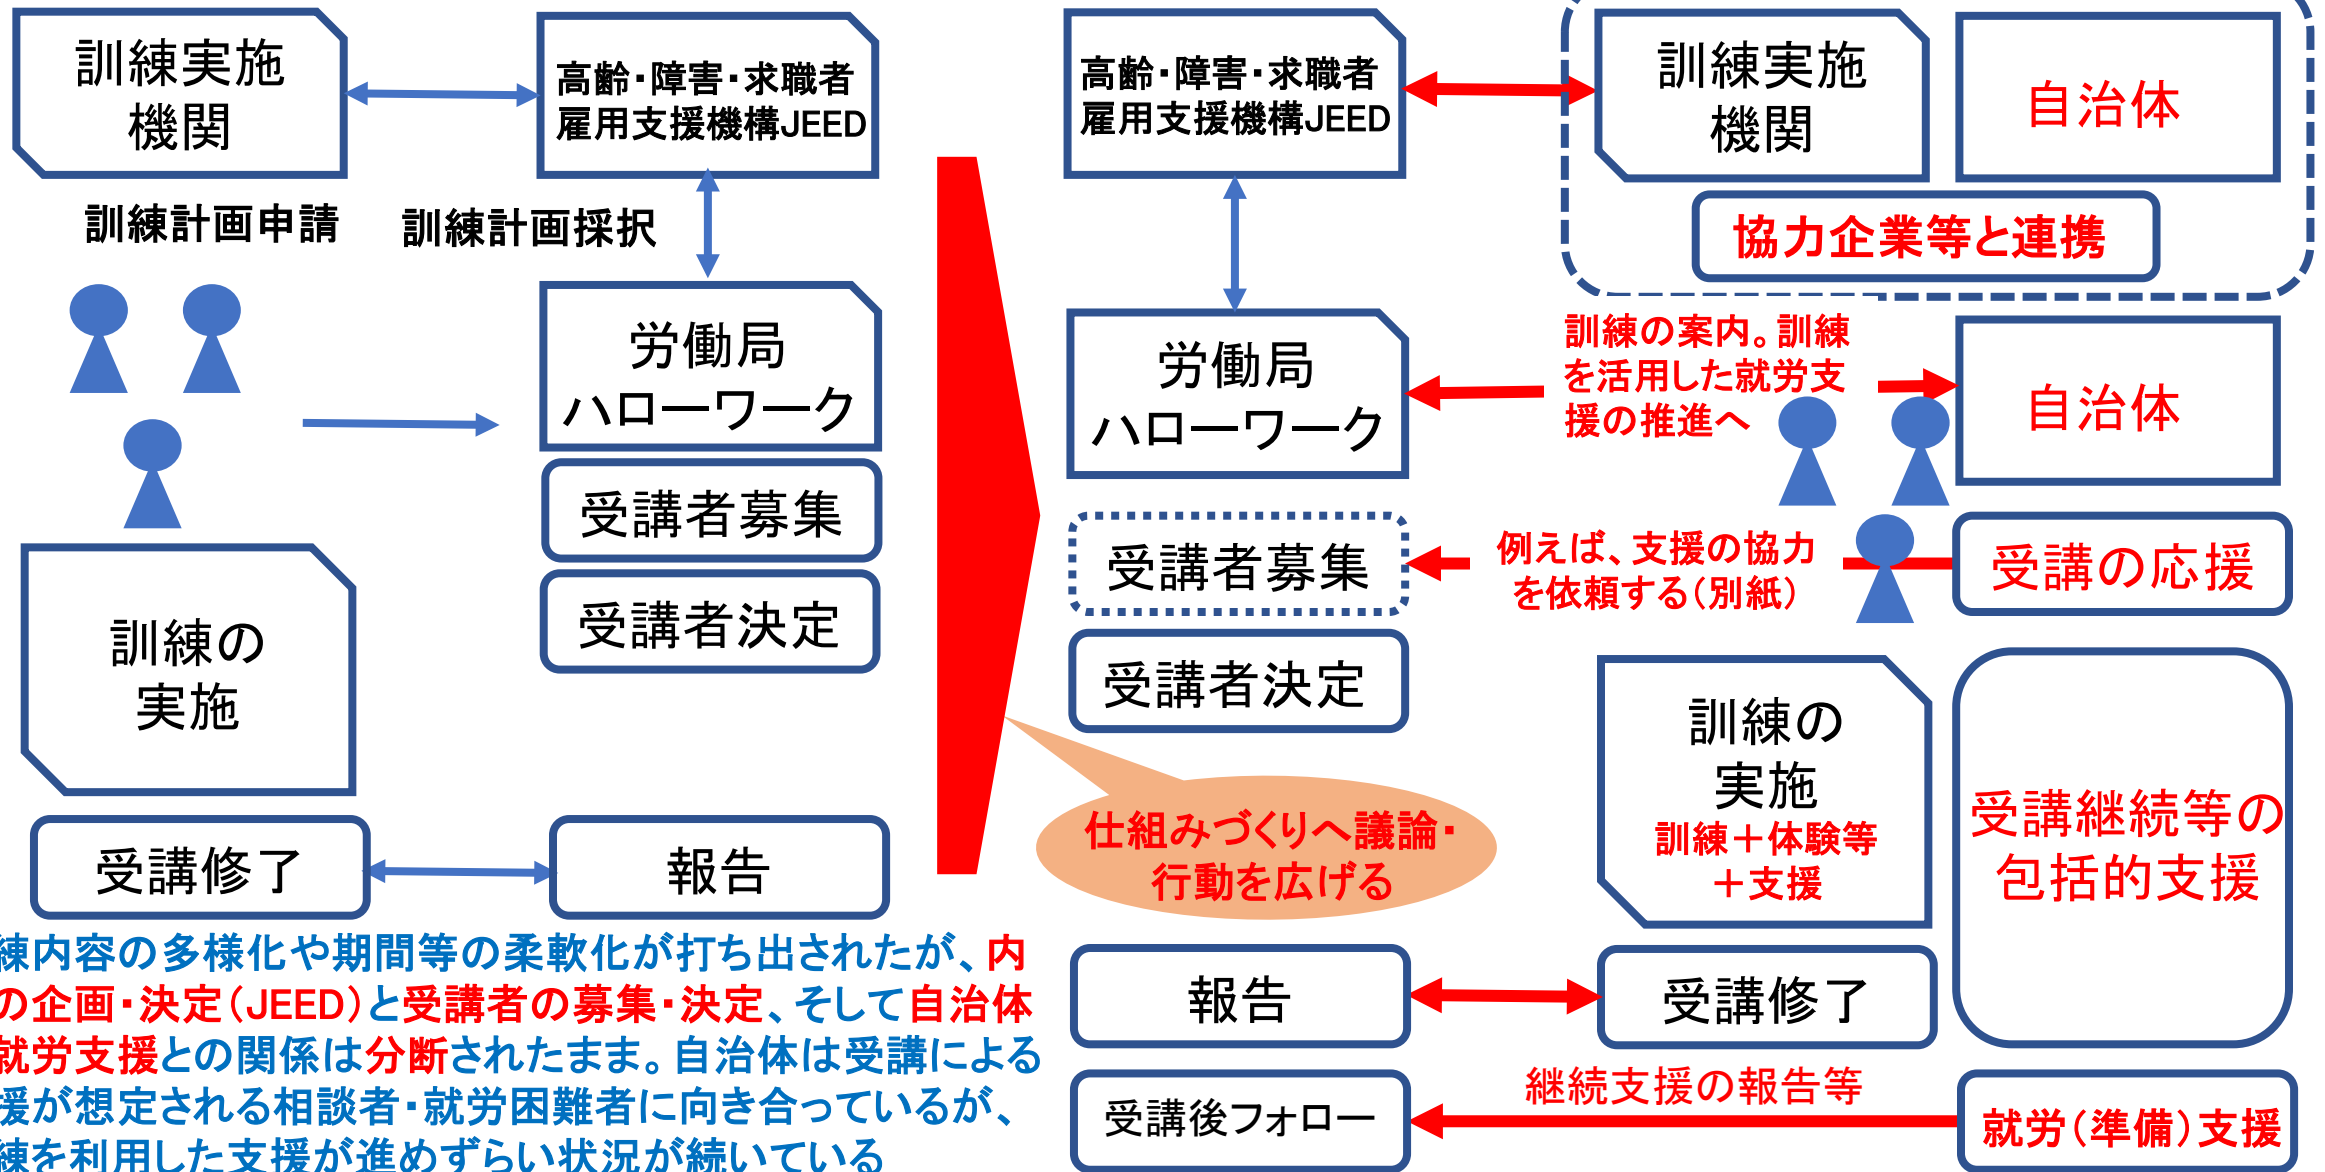 訓練実施
機関
高齢・障害・求職者
雇用支援機構JEED
訓練計画申請
訓練計画採択
労働局
ハローワーク
受講者募集
受講者決定
訓練の
実施
受講修了
報告
練内容の多様化や期間等の柔軟化が打ち出されたが、内
の企画・決定（JEED）と受講者の募集・決定、そして自治体
就労支援との関係は分断されたまま。自治体は受講による
援が想定される相談者・就労困難者に向き合っているが、
練を利用した支援が進めずらい状況が続いている
高齢・障害・求職者
雇用支援機構JEED
訓練実施
機関
自治体
協力企業等と連携
労働局
ハローワーク
訓練の案内。訓練
を活用した就労支
援の推進へ
自治体
受講者募集
例えば、支援の協力
を依頼する（別紙）
受講の応援
受講者決定
訓練の
実施
訓練＋体験等
＋支援
受講継続等の
包括的支援
仕組みづくりへ議論・
行動を広げる
報告
受講修了
継続支援の報告等
受講後フォロー
就労（準備）支援